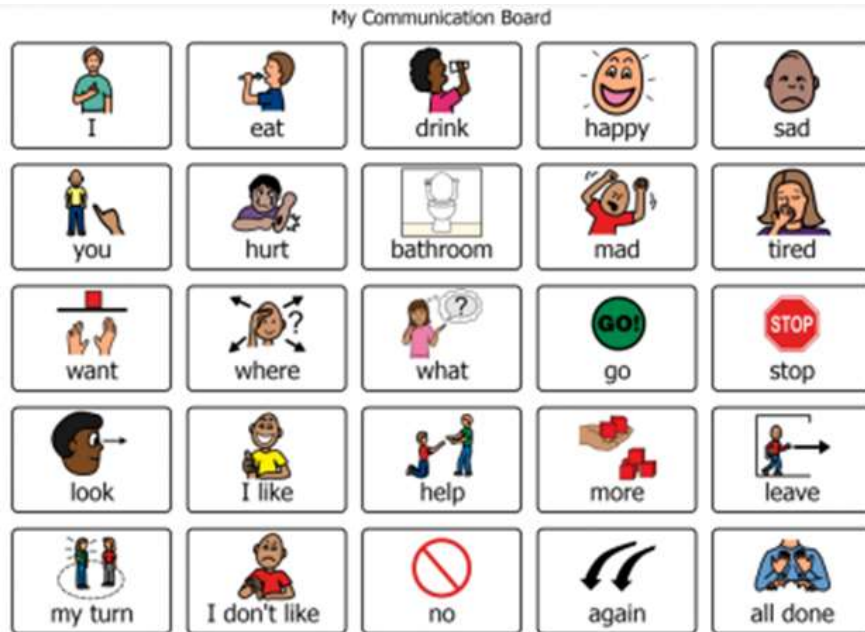 My Communication Board
I
eat
drink
happy
sad
you
hurt
bathroom
mad
tired
want
?
where
?
what
GO!
go
STOP
stop
look
I like
help
more
leave
my turn
I don't like
no
again
all done